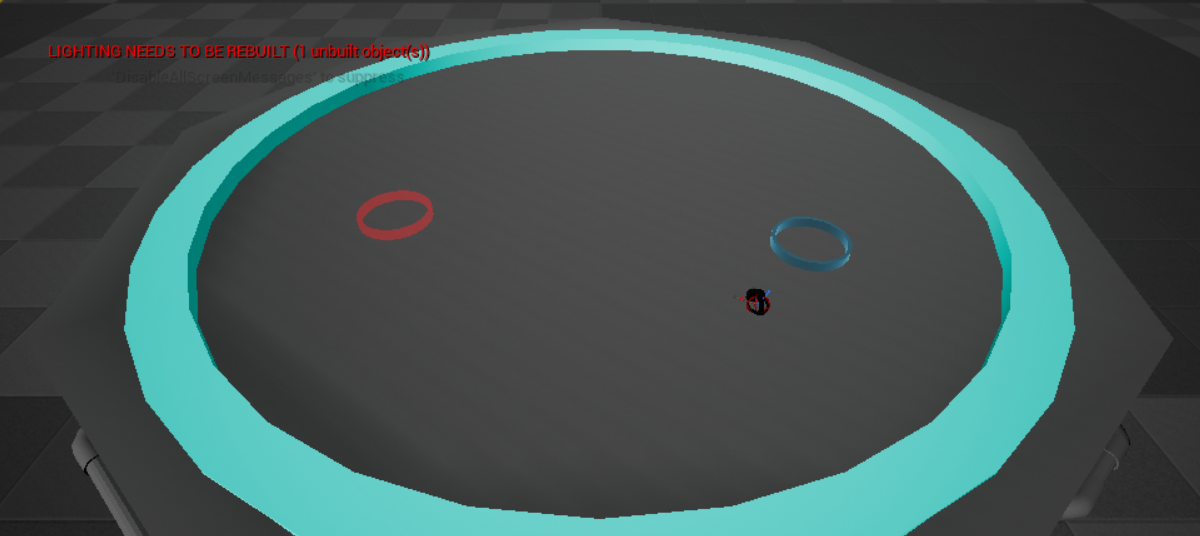 LIGHTING NEEDS TO BE REBUILT (1 unbuilt object(s))
'DisableAllScreenMessages' to suppress